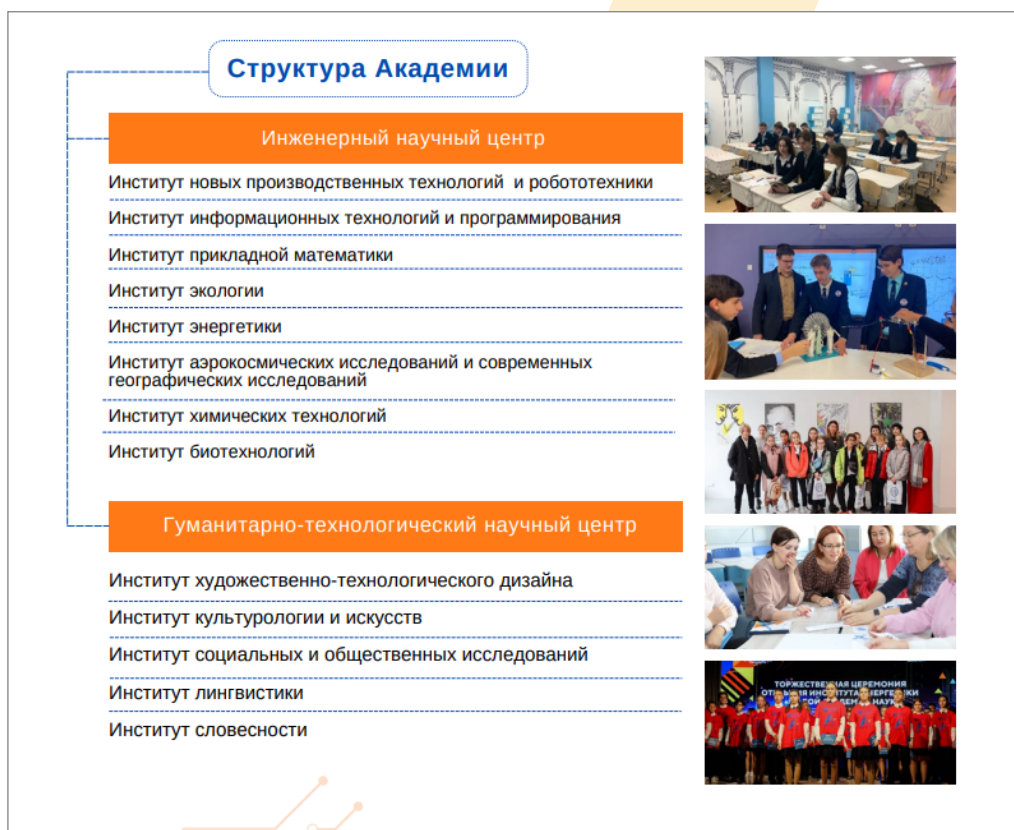 Структура Академии
Инженерный научный центр
Институт новых производственных технологий и робототехники
Институт информационных технологий и программирования
Институт прикладной математики
Институт экологии
Институт энергетики
Институт аэрокосмических исследований и современных
географических исследований
Институт химических технологий
Институт биотехнологий
Гуманитарно-технологический научный центр
Институт художественно-технологического дизайна
Институт культурологии и искусств
Институт социальных и общественных исследований
Институт лингвистики
Институт словесности
ТОРЖЕСТВЕННАЯ ЦЕРЕМОНИЯ
ОТКРЫТИЯ ИНСТИТУТА